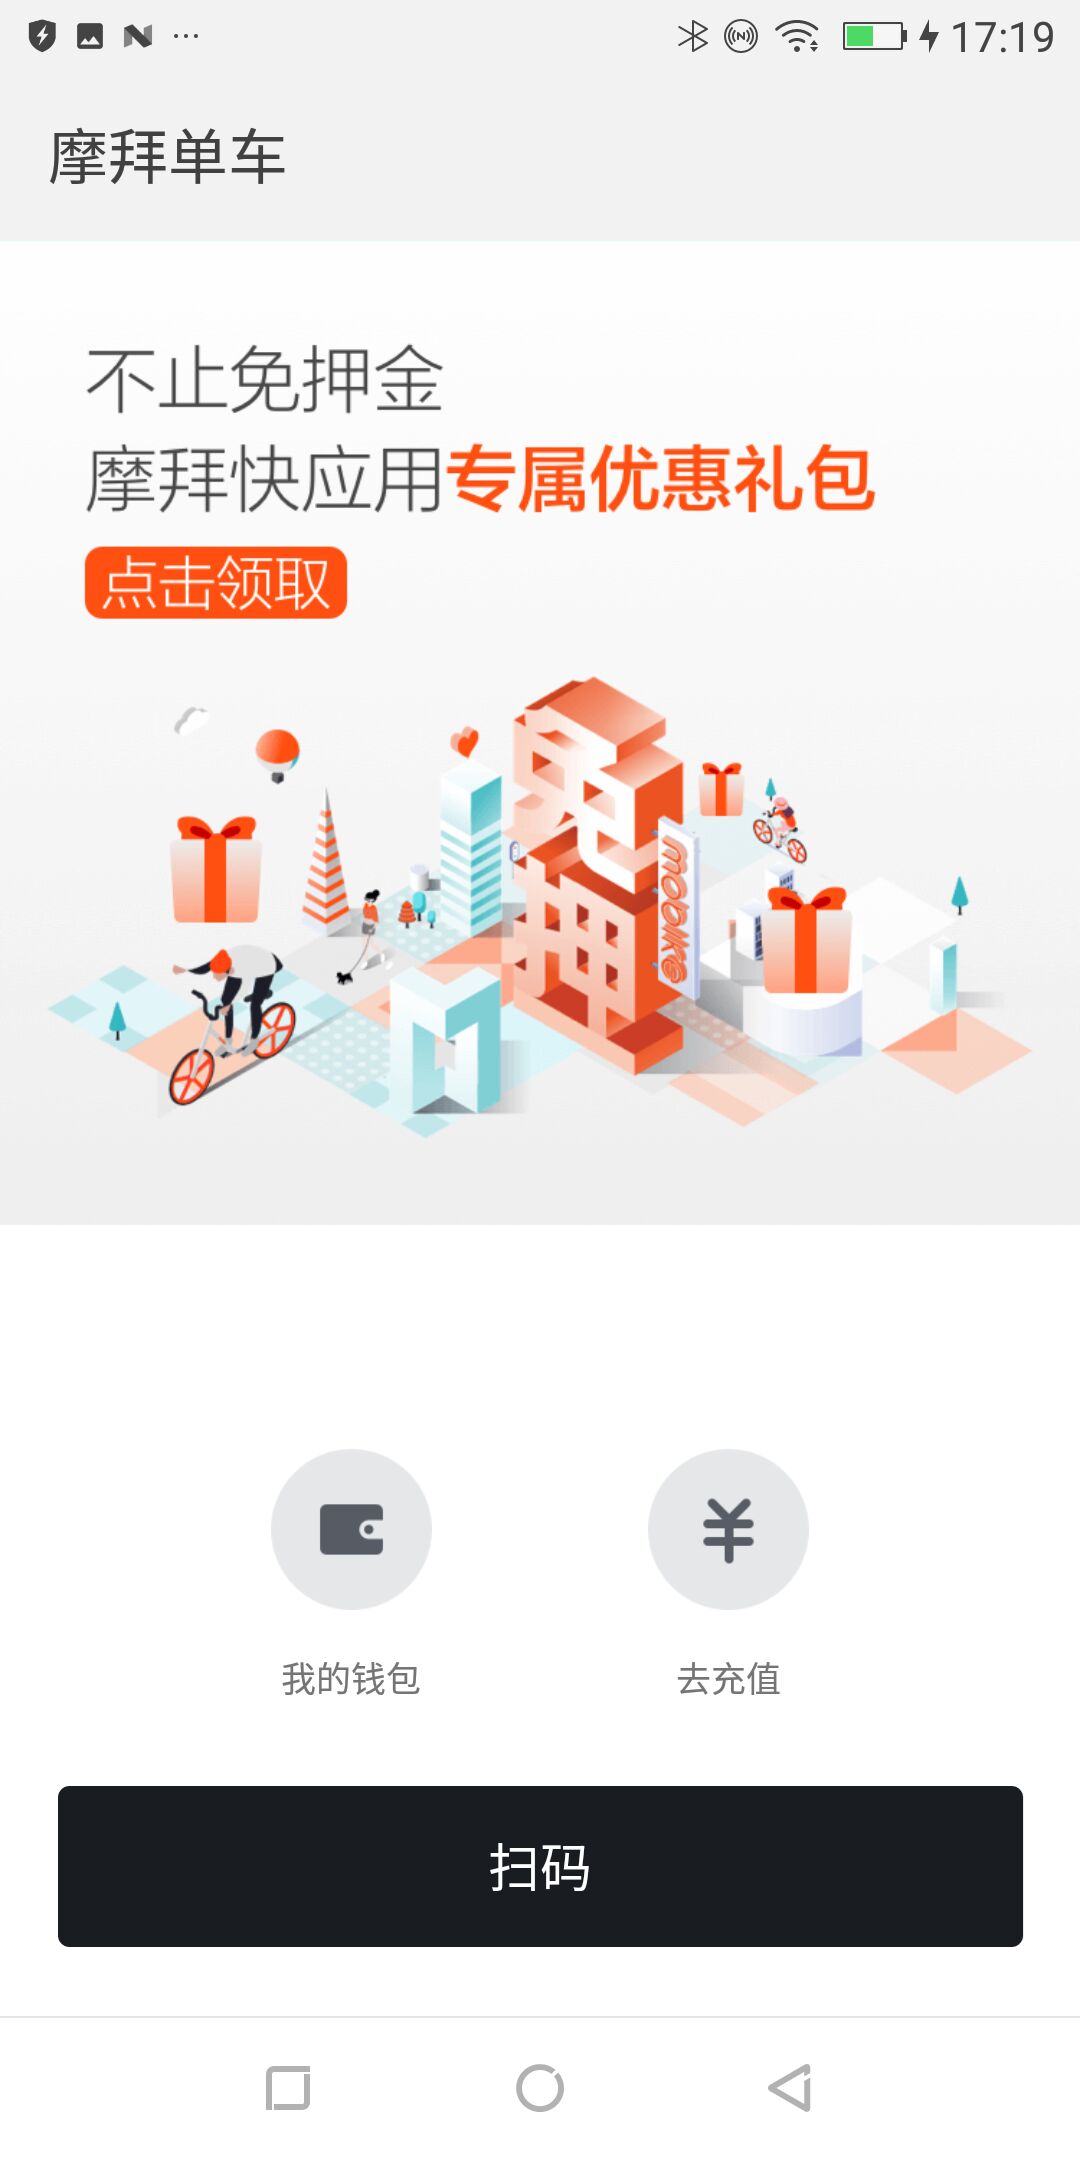 17:19
摩拜单车
不止免押金
摩拜快应用专属优惠礼包
点击领取
免押
mobike
我的钱包
去充值
扫码